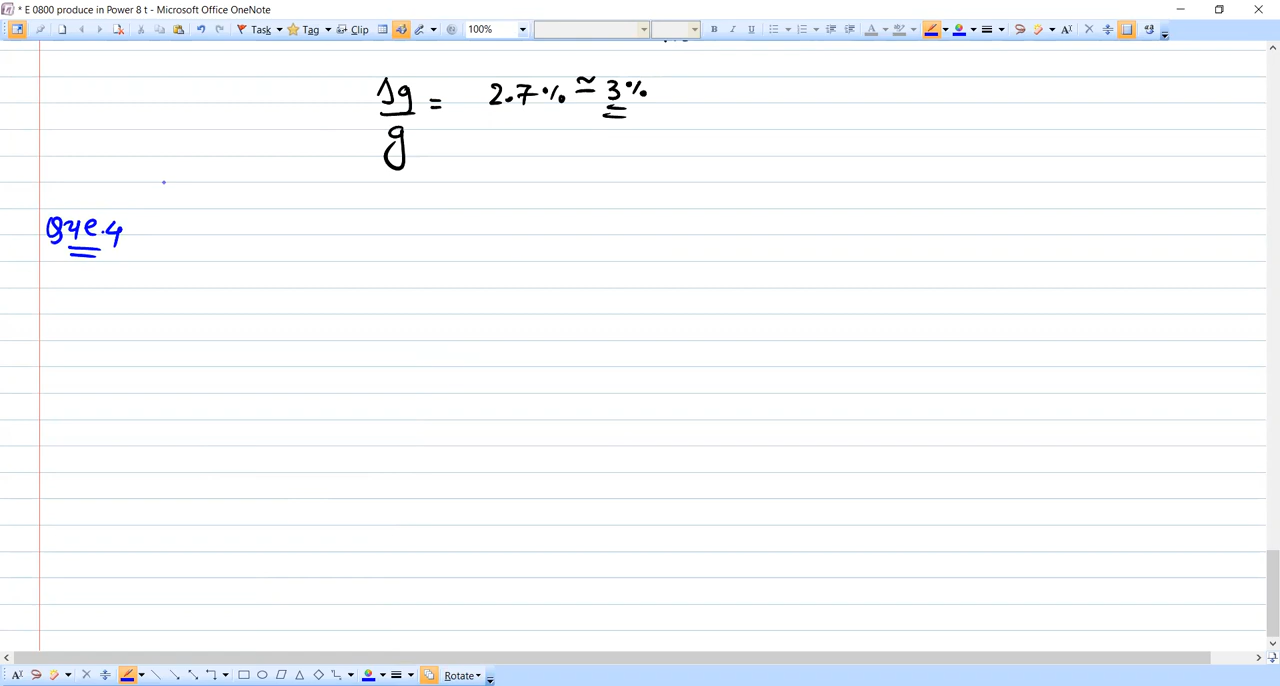 * E 0800 produce in Power 8 t - Microsoft Office OneNote
Task Tag Clip 100% B I U
Δg/g = 2.7% ≅ 3%
Que.4
Rotate